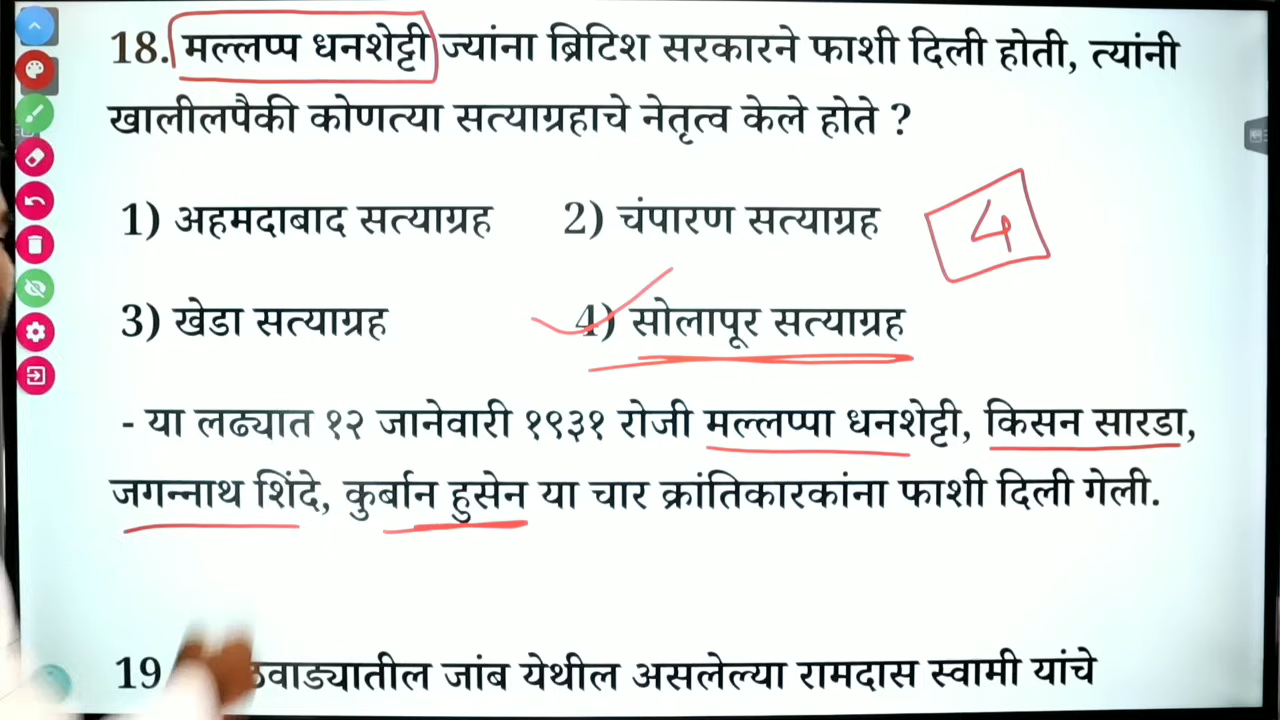 18. मल्लप्प धनशेट्टी ज्यांना ब्रिटिश सरकारने फाशी दिली होती, त्यांनी
खालीलपैकी कोणत्या सत्याग्रहाचे नेतृत्व केले होते ?
1) अहमदाबाद सत्याग्रह 2) चंपारण सत्याग्रह
4
3) खेडा सत्याग्रह 4) सोलापूर सत्याग्रह
- या लढ्यात १२ जानेवारी १९३१ रोजी मल्लप्पा धनशेट्टी, किसन सारडा,
जगन्नाथ शिंदे, कुर्बान हुसेन या चार क्रांतिकारकांना फाशी दिली गेली.
19 जांब येथील असलेल्या रामदास स्वामी यांचे